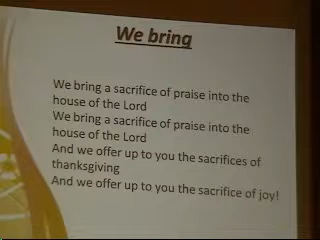 We bring
We bring a sacrifice of praise into the
house of the Lord
We bring a sacrifice of praise into the
house of the Lord
And we offer up to you the sacrifices of
thanksgiving
And we offer up to you the sacrifice of joy!